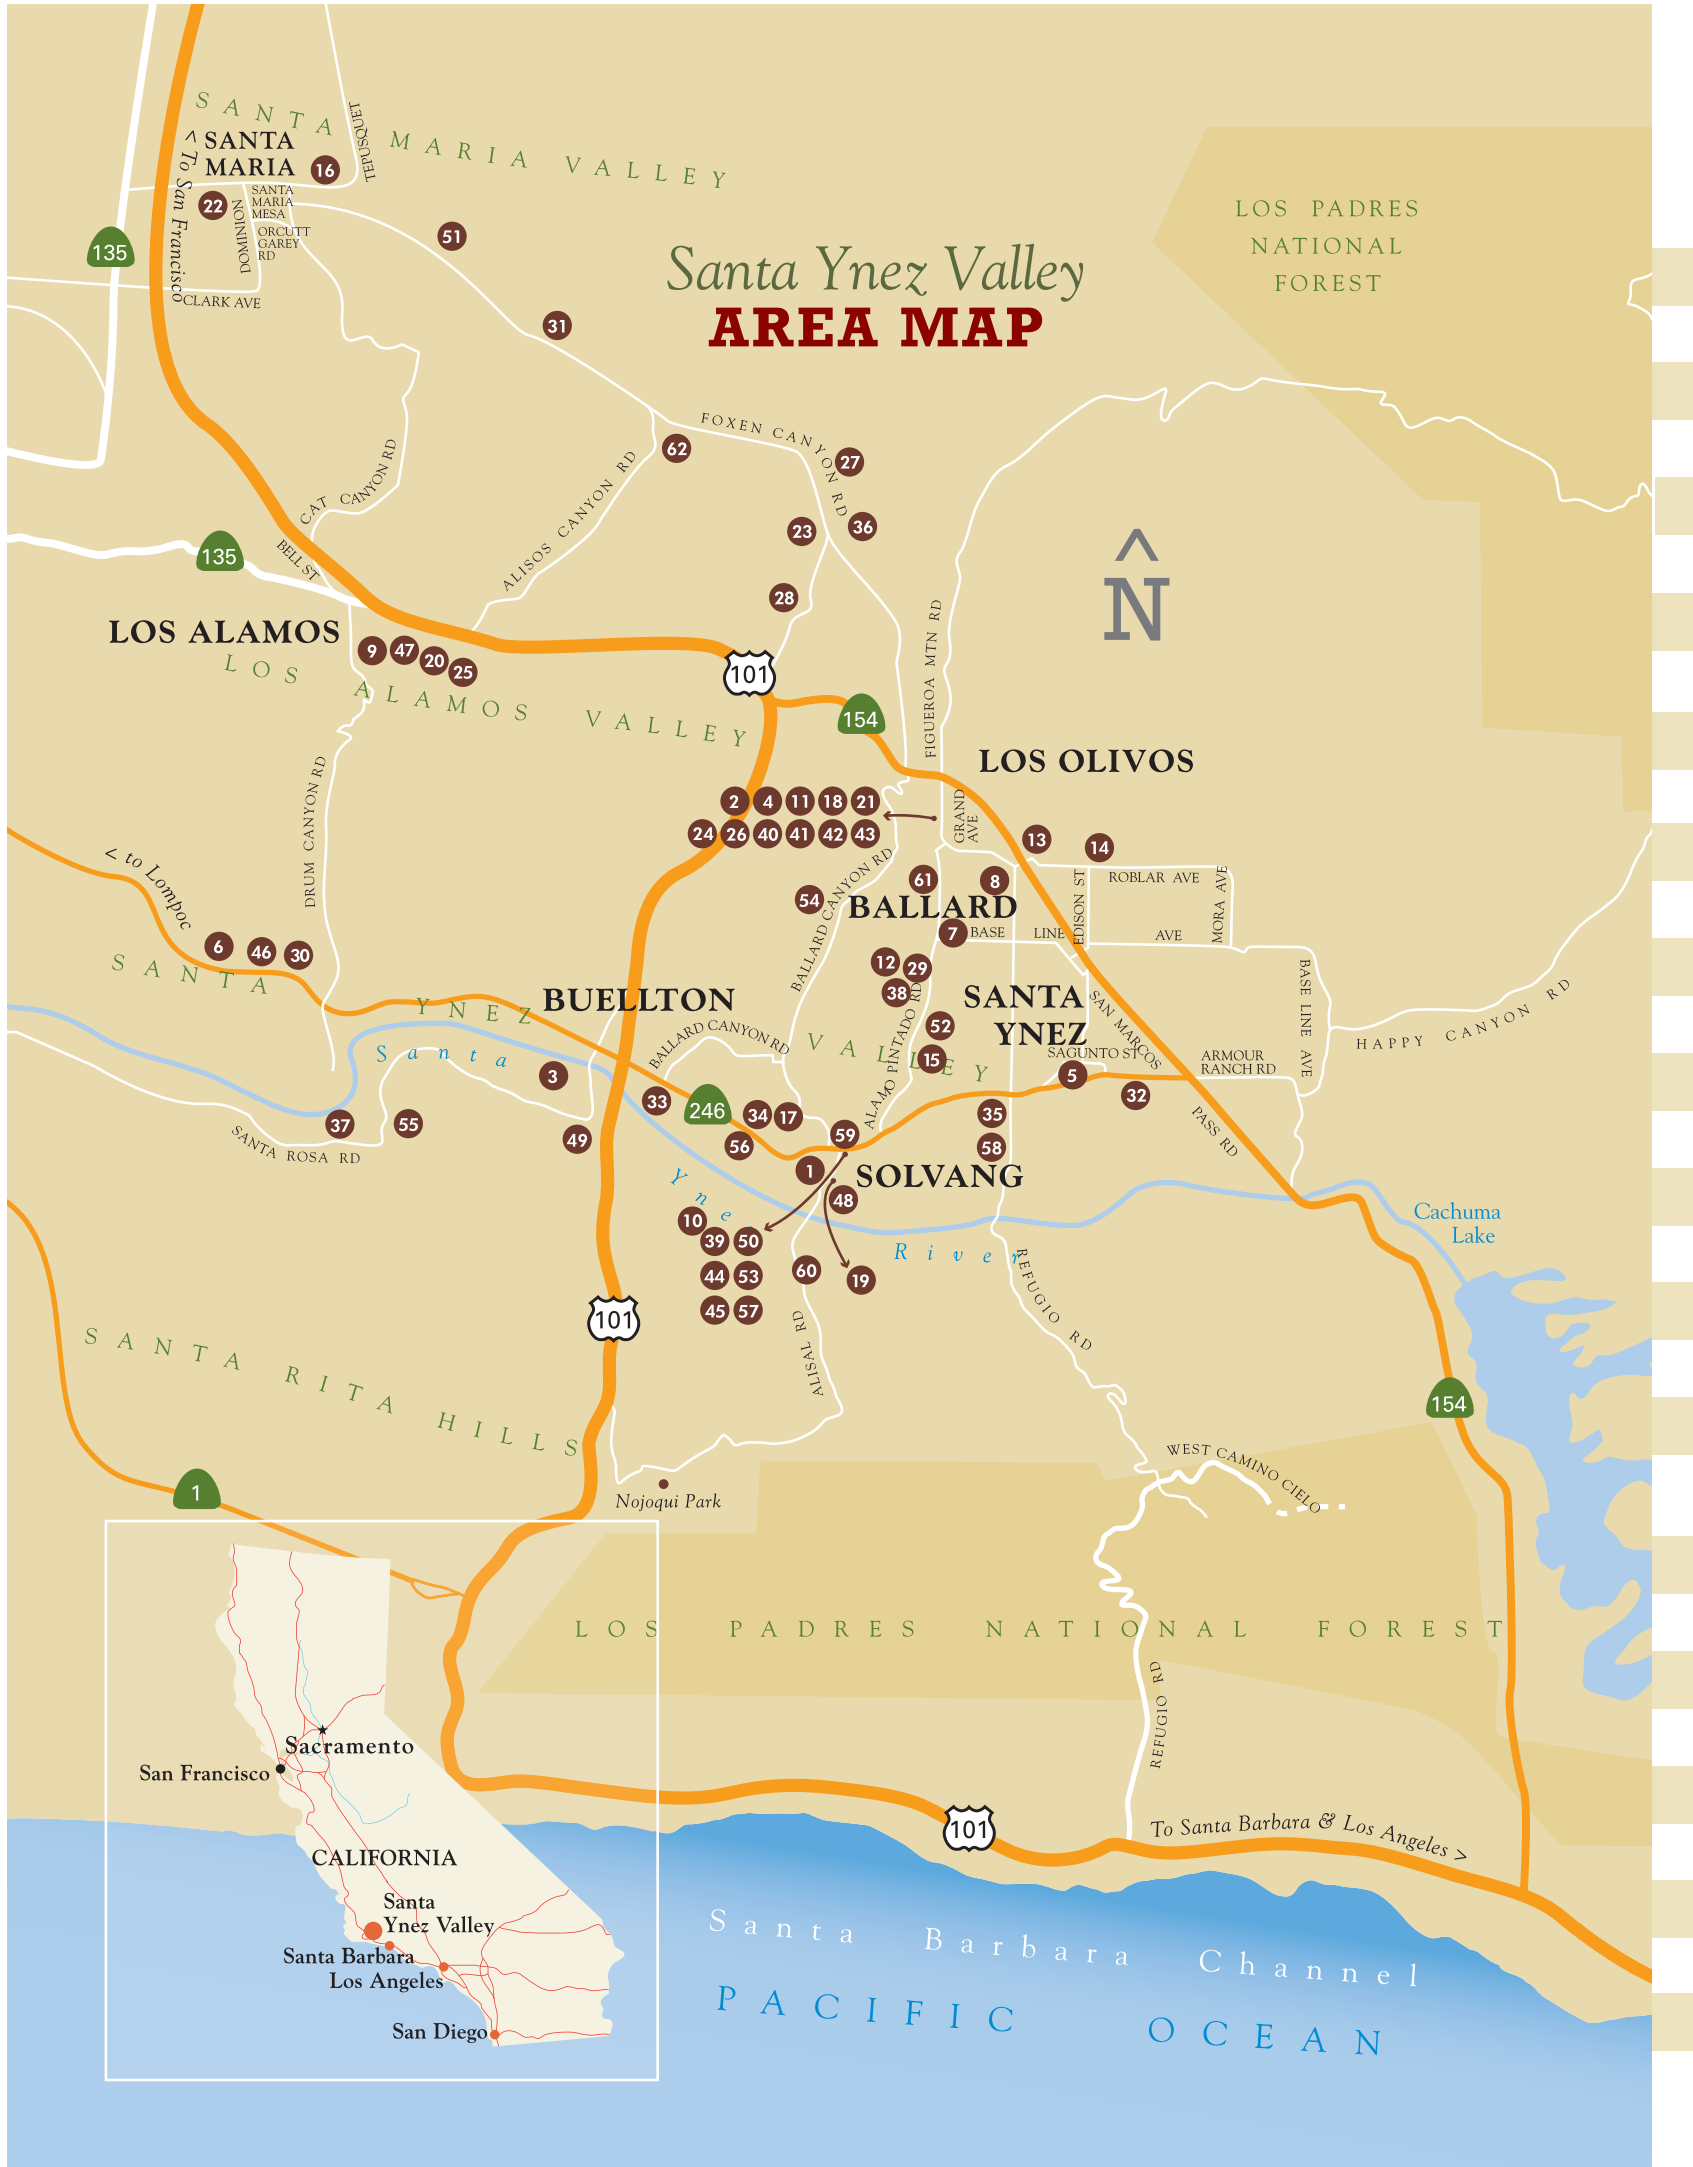 SANTA MARIA VALLEY
SANTA
MARIA
< To San Francisco
TEPUSQUET
16
22
SANTA
MARIA
MESA
DOMINION
ORCUTT
GAREY
RD
51
135
CLARK AVE
31
Santa Ynez Valley
AREA MAP
LOS PADRES
NATIONAL
FOREST
FOXEN CANYON RD
62
27
23
36
28
CAT CANYON RD
ALISOS CANYON RD
BELL ST
135
N
LOS ALAMOS
9 47 20 25
LOS ALAMOS VALLEY
101
154
FIGUEROA MTN RD
LOS OLIVOS
DRUM CANYON RD
2 4 11 18 21
24 26 40 41 42 43
GRAND
AVE
13
14
ROBLAR AVE
EDISON ST
MORA AVE
< to Lompoc
BALLARD CANYON RD
54
61
8
BALLARD
7
BASE LINE AVE
6 46 30
12
29
38
BASE LINE AVE
SANTA YNEZ VALLEY
BUELLTON
SANTA
YNEZ
SAN MARCOS PASS RD
HAPPY CANYON RD
BALLARD CANYON RD
ALAMO PINTADO RD
52
15
SAGUNTO ST
ARMOUR
RANCH RD
5
32
Santa Ynez River
3
33
246
34
17
56
59
35
58
37
55
49
SANTA ROSA RD
1
SOLVANG
48
10
39 50
44 53
45 57
60
19
Cachuma
Lake
REFUGIO RD
ALISAL RD
101
SANTA RITA HILLS
154
WEST CAMINO CIELO
Nojoqui Park
1
LOS PADRES NATIONAL FOREST
REFUGIO RD
Sacramento
San Francisco
CALIFORNIA
Santa
Ynez Valley
Santa Barbara
Los Angeles
San Diego
101
To Santa Barbara & Los Angeles >
Santa Barbara Channel
PACIFIC OCEAN